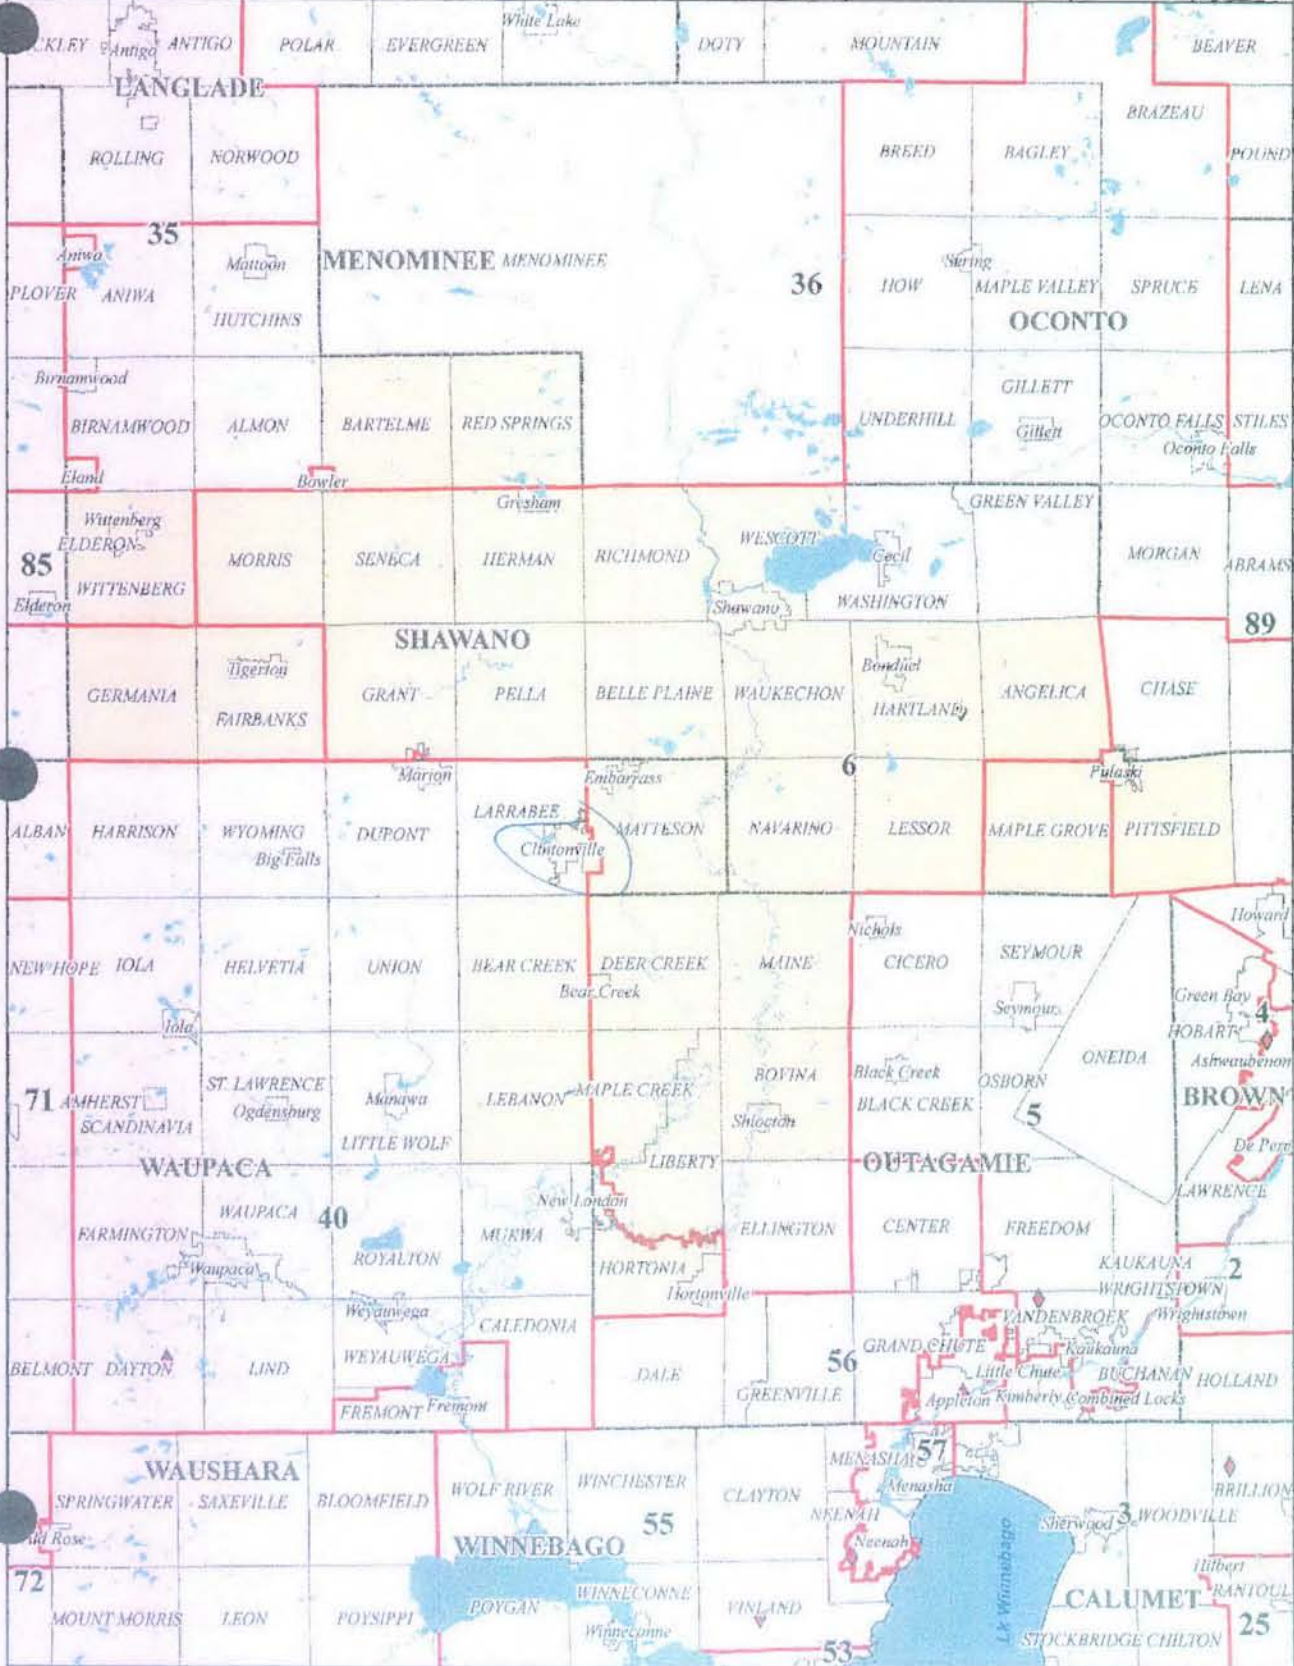 Antigo
ANTIGO
POLAR
EVERGREEN
White Lake
DOTY
MOUNTAIN
BEAVER
LANGLADE
BRAZEAU
ROLLING
NORWOOD
BREED
BAGLEY
POUND
35
Aniwa
Mattoon
MENOMINEE MENOMINEE
36
HOW
Suring
MAPLE VALLEY
SPRUCE
LENA
PLOVER
ANIWA
HUTCHINS
OCONTO
Birnamwood
GILLETT
BIRNAMWOOD
ALMON
BARTELME
RED SPRINGS
UNDERHILL
Gillett
OCONTO FALLS
STILES
Oconto Falls
Eland
Bowler
Gresham
GREEN VALLEY
Wittenberg
ELDERON
WESCOTT
Cecil
MORGAN
85
MORRIS
SENECA
HERMAN
RICHMOND
ABRAMS
WITTENBERG
Elderon
Shawano
WASHINGTON
89
SHAWANO
Tigerton
Bonduel
GERMANIA
GRANT
PELLA
BELLE PLAINE
WAUKECHON
ANGELICA
CHASE
FAIRBANKS
HARTLAND
Marion
Embarrass
6
Pulaski
LARRABEE
ALBAN
HARRISON
WYOMING
DUPONT
MATTESON
NAVARINO
LESSOR
MAPLE GROVE
PITTSFIELD
Big Falls
Clintonville
Howard
Nichols
NEW HOPE
IOLA
HELVETIA
UNION
BEAR CREEK
DEER CREEK
MAINE
CICERO
SEYMOUR
Bear Creek
Green Bay
Iola
Seymour
4
HOBART
ONEIDA
Ashwaubenon
71
AMHERST
ST. LAWRENCE
Ogdensburg
Manawa
LEBANON
MAPLE CREEK
BOVINA
Black Creek
BLACK CREEK
OSBORN
BROWN
SCANDINAVIA
LITTLE WOLF
Shiocton
5
De Pere
WAUPACA
LIBERTY
OUTAGAMIE
LAWRENCE
WAUPACA
40
New London
FARMINGTON
ROYALTON
MUKWA
ELLINGTON
CENTER
FREEDOM
Waupaca
HORTONIA
KAUKAUNA
2
Hortonville
WRIGHTSTOWN
Weyauwega
CALEDONIA
VANDENBROEK
Wrightstown
WEYAUWEGA
GRAND CHUTE
Kaukauna
BELMONT
DAYTON
LIND
DALE
56
Little Chute
BUCHANAN
HOLLAND
FREMONT
Fremont
GREENVILLE
Appleton
Kimberly
Combined Locks
WAUSHARA
MENASHA
57
SPRINGWATER
SAXEVILLE
BLOOMFIELD
WOLF RIVER
WINCHESTER
CLAYTON
Menasha
BRILLION
NEENAH
Sherwood
3
WOODVILLE
55
WINNEBAGO
Neenah
Lk Winnebago
Hilbert
72
WINNECONNE
CALUMET
RANTOUL
MOUNT MORRIS
LEON
POYSIPPI
POYGAN
VINLAND
25
Winneconne
STOCKBRIDGE
CHILTON
53